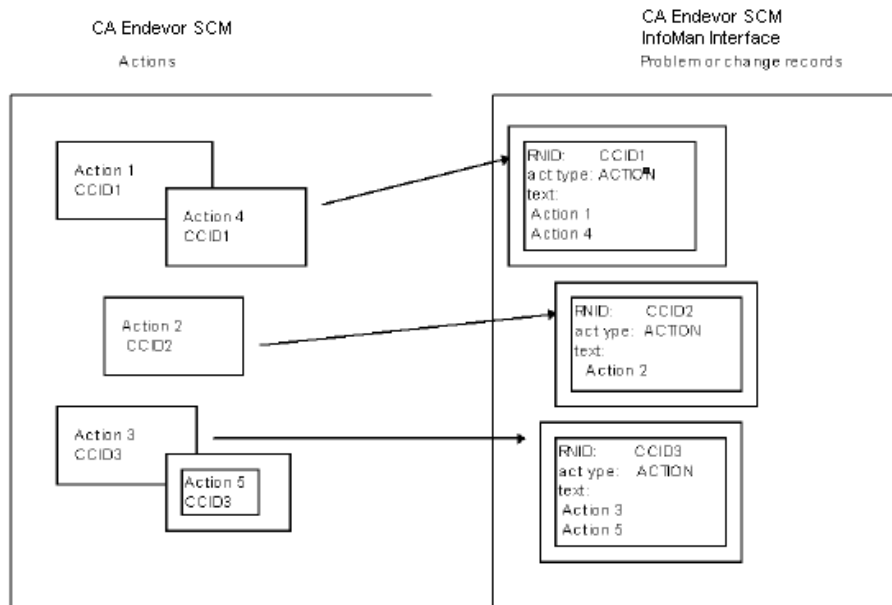 CA Endevor SCM
Actions
CA Endevor SCM
InfoMan Interface
Problem or change records
Action 1
CCID1
Action 4
CCID1
Action 2
CCID2
Action 3
CCID3
Action 5
CCID3
RNID: CCID1
act type: ACTION
text:
Action 1
Action 4
RNID: CCID2
act type: ACTION
text:
Action 2
RNID: CCID3
act type: ACTION
text:
Action 3
Action 5